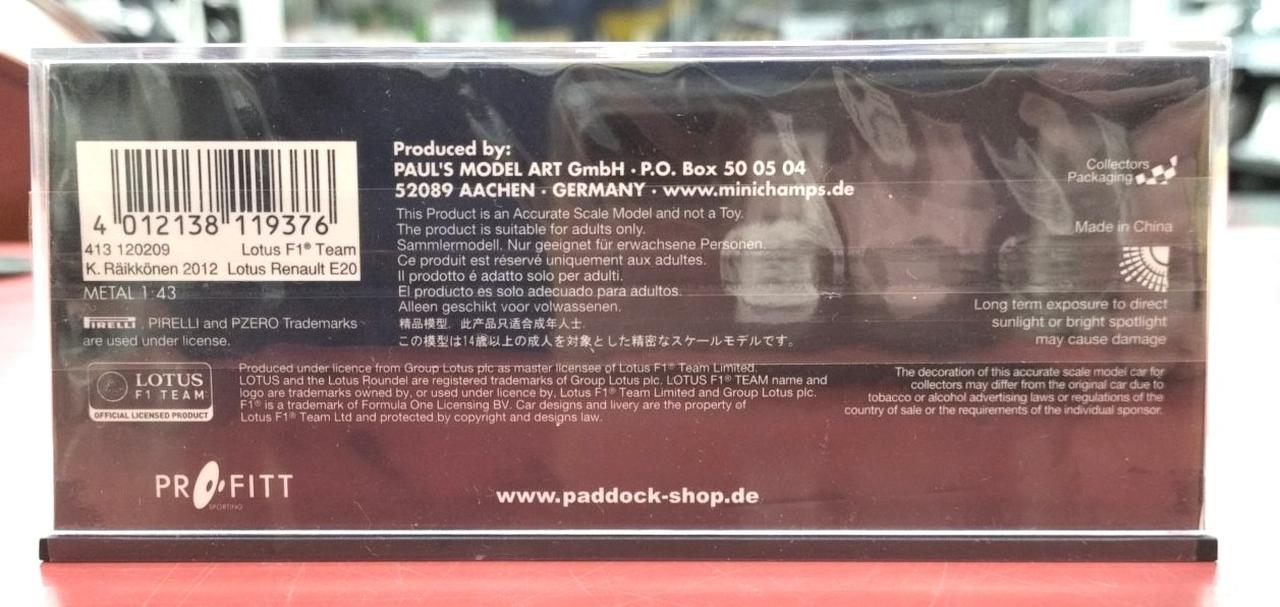 4 012138 119376
413 120209 Lotus F1® Team
K. Räikkönen 2012 Lotus Renault E20
METAL 1:43
PIRELLI . PIRELLI and PZERO Trademarks
are used under license.
LOTUS
F1 TEAM
OFFICIAL LICENSED PRODUCT
Produced by:
PAUL'S MODEL ART GmbH · P.O. Box 50 05 04
52089 AACHEN · GERMANY · www.minichamps.de
This Product is an Accurate Scale Model and not a Toy.
The product is suitable for adults only.
Sammlermodell. Nur geeignet für erwachsene Personen.
Ce produit est réservé uniquement aux adultes.
Il prodotto é adatto solo per adulti.
El producto es solo adecuado para adultos.
Alleen geschikt voor volwassenen.
精品模型，此产品只适合成年人士.
この模型は14歳以上の成人を対象とした精密なスケールモデルです。
Produced under licence from Group Lotus plc as master licensee of Lotus F1® Team Limited.
LOTUS and the Lotus Roundel are registered trademarks of Group Lotus plc. LOTUS F1® TEAM name and
logo are trademarks owned by, or used under licence by, Lotus F1® Team Limited and Group Lotus plc.
F1® is a trademark of Formula One Licensing BV. Car designs and livery are the property of
Lotus F1® Team Ltd and protected by copyright and designs law.
Collectors
Packaging
Made in China
Long term exposure to direct
sunlight or bright spotlight
may cause damage
The decoration of this accurate scale model car for
collectors may differ from the original car due to
tobacco or alcohol advertising laws or regulations of the
country of sale or the requirements of the individual sponsor.
PROFITT
SPORTING
www.paddock-shop.de